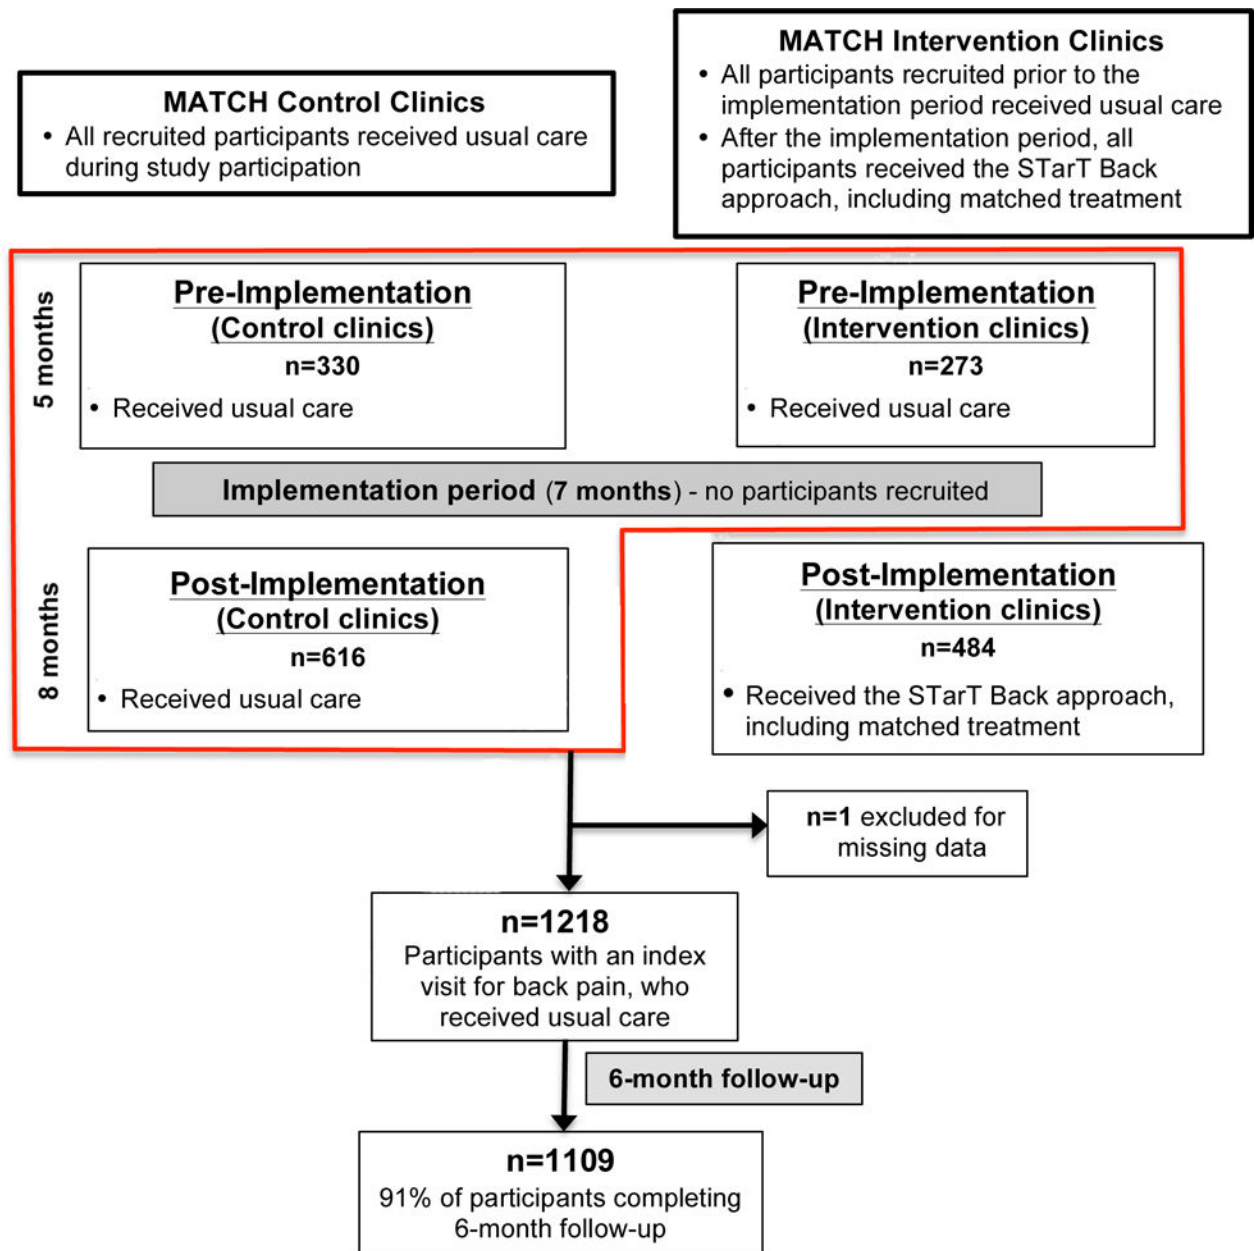 MATCH Control Clinics
• All recruited participants received usual care
during study participation
MATCH Intervention Clinics
• All participants recruited prior to the
implementation period received usual care
• After the implementation period, all
participants received the STarT Back
approach, including matched treatment
5 months
Pre-Implementation
(Control clinics)
n=330
• Received usual care
Pre-Implementation
(Intervention clinics)
n=273
• Received usual care
Implementation period (7 months) - no participants recruited
8 months
Post-Implementation
(Control clinics)
n=616
• Received usual care
Post-Implementation
(Intervention clinics)
n=484
• Received the STarT Back approach,
including matched treatment
n=1 excluded for
missing data
n=1218
Participants with an index
visit for back pain, who
received usual care
6-month follow-up
n=1109
91% of participants completing
6-month follow-up